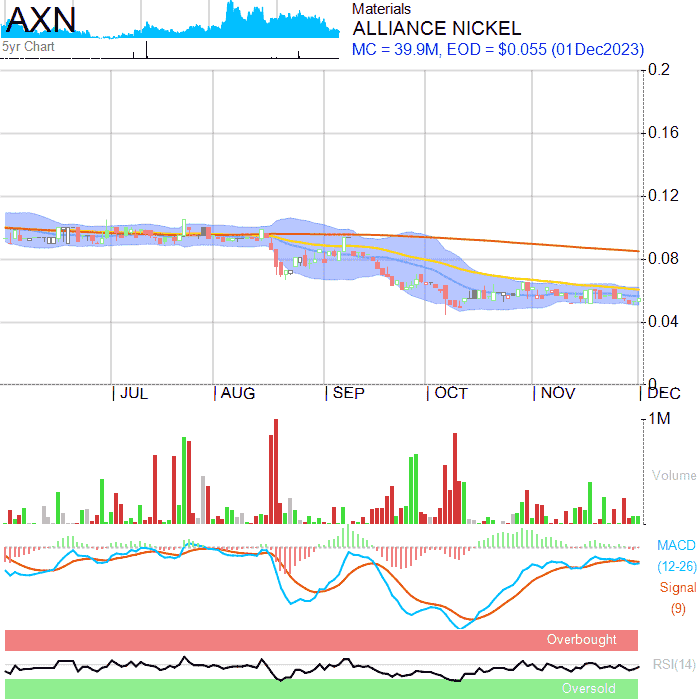 AXN
5yr Chart
Materials
ALLIANCE NICKEL
MC = 39.9M, EOD = $0.055 (01Dec2023)
0.2
0.16
0.12
0.08
0.04
0
JUL AUG SEP OCT NOV DEC
1M
Volume
MACD
(12-26)
Signal
(9)
Overbought
RSI(14)
Oversold